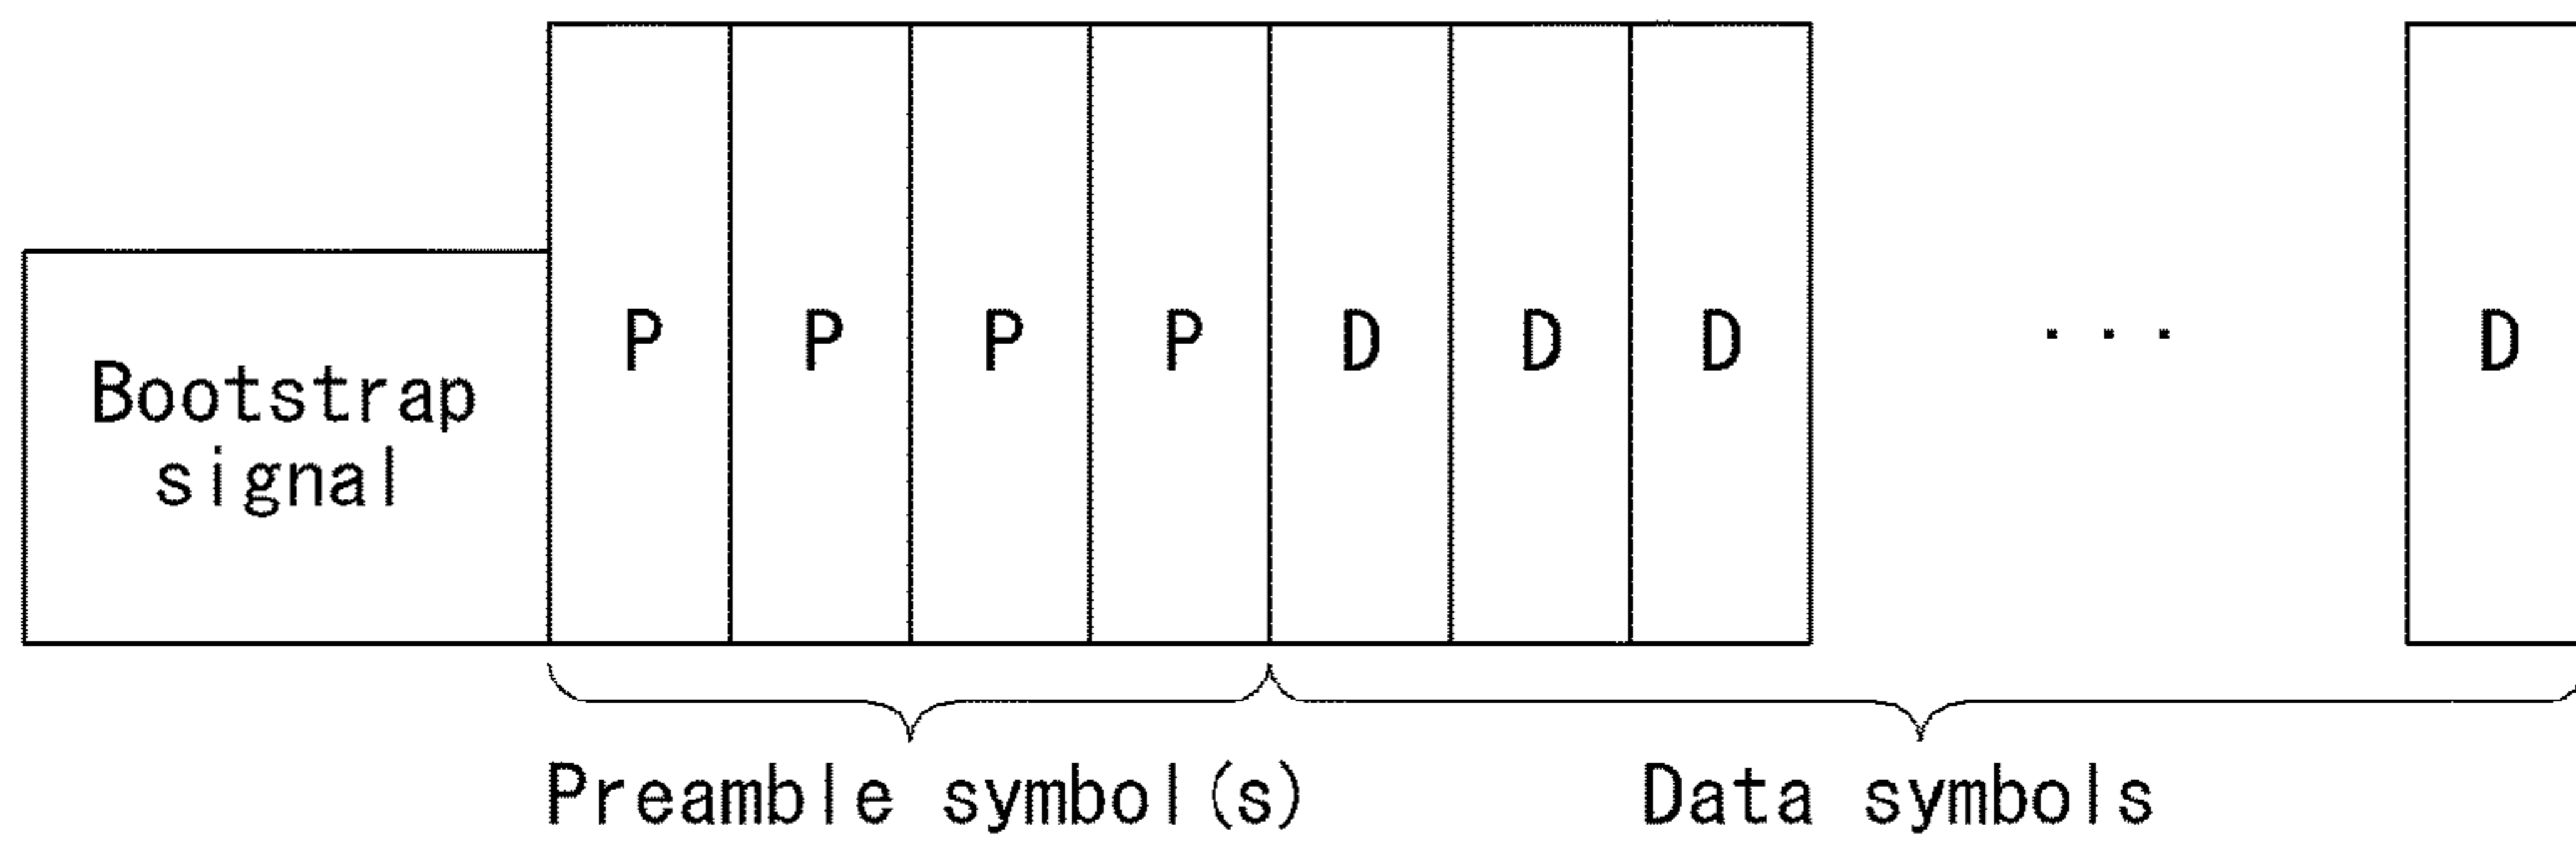 P P P P D D D ... D
Bootstrap
signal
Preamble symbol(s) Data symbols